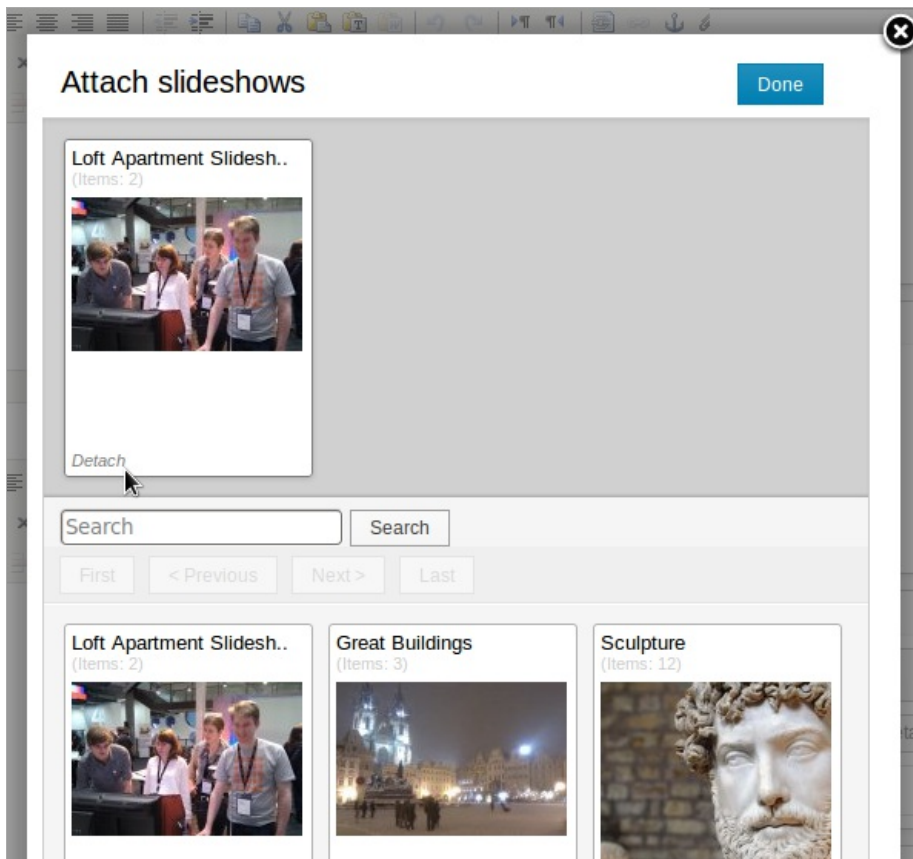 Attach slideshows
Done
Loft Apartment Slidesh..
(Items: 2)
Detach
Search
Search
First
< Previous
Next >
Last
Loft Apartment Slidesh..
(Items: 2)
Great Buildings
(Items: 3)
Sculpture
(Items: 12)